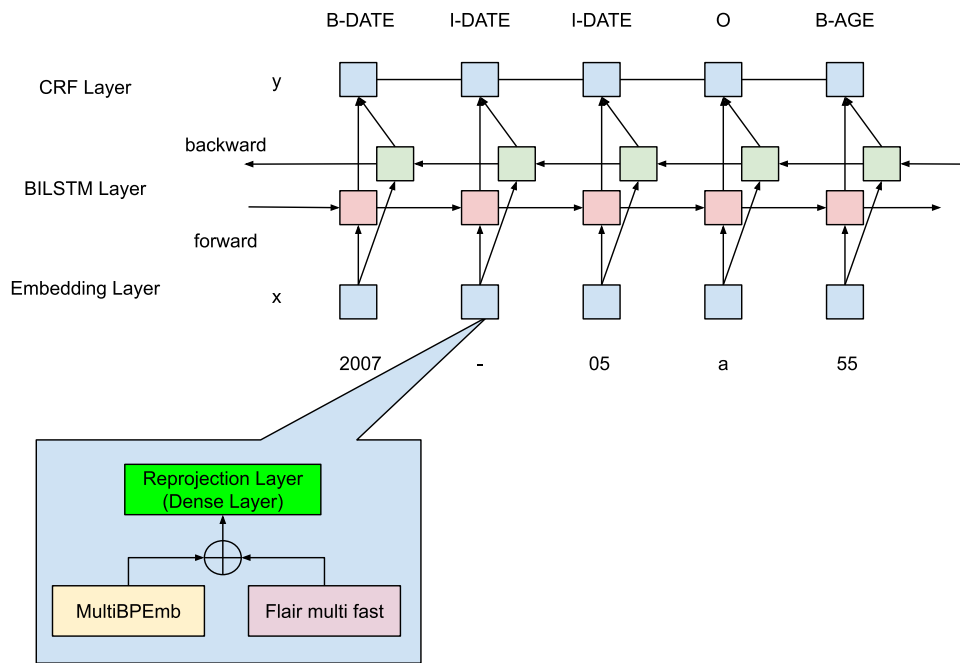 B-DATE I-DATE I-DATE O B-AGE
CRF Layer y
backward
BILSTM Layer
forward
Embedding Layer x
2007 - 05 a 55
Reprojection Layer
(Dense Layer)
MultiBPEmb Flair multi fast